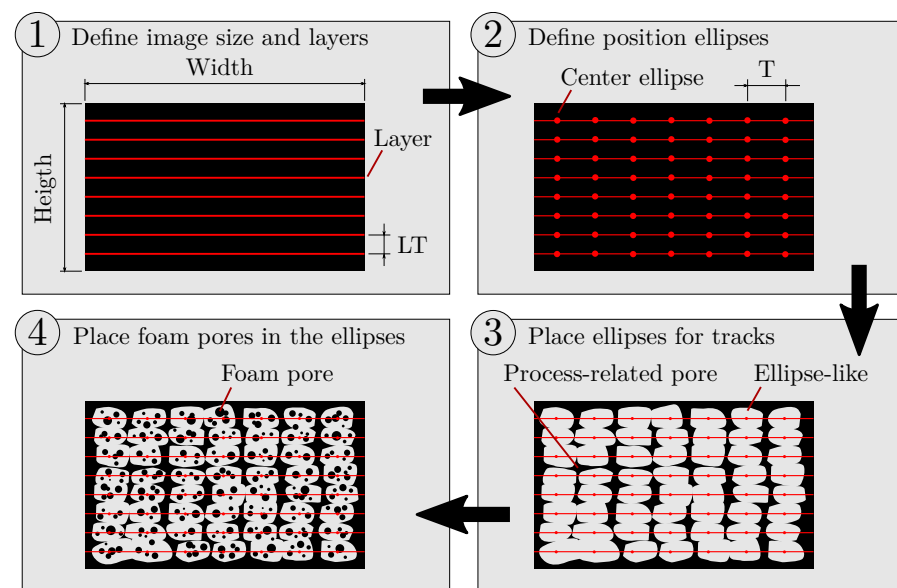 1 Define image size and layers
Width
Heigth
Layer
LT
2 Define position ellipses
Center ellipse
T
3 Place ellipses for tracks
Process-related pore
Ellipse-like
4 Place foam pores in the ellipses
Foam pore